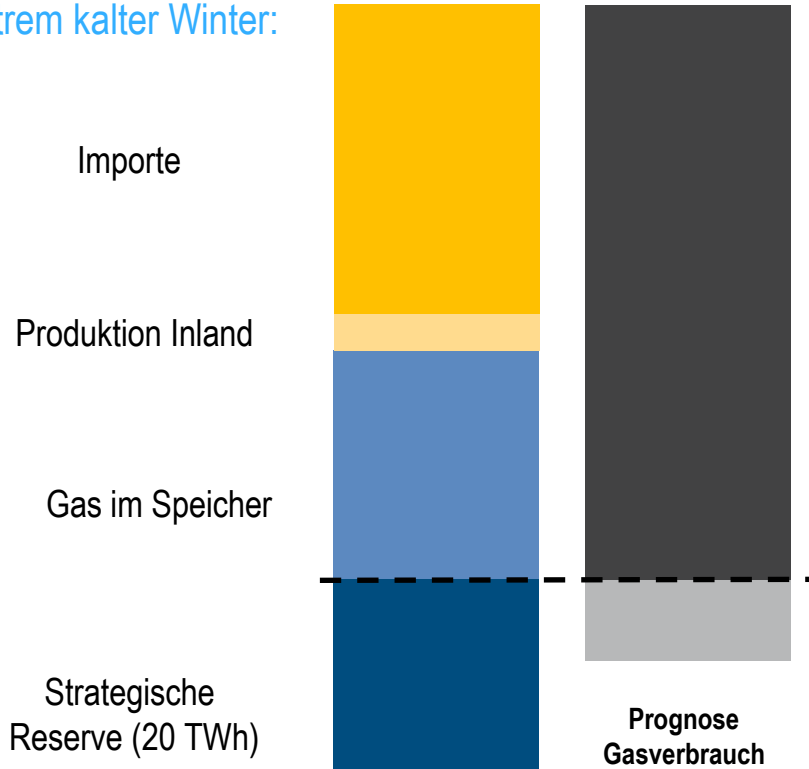 trem kalter Winter:
Importe
Produktion Inland
Gas im Speicher
Strategische
Reserve (20 TWh)
Prognose
Gasverbrauch